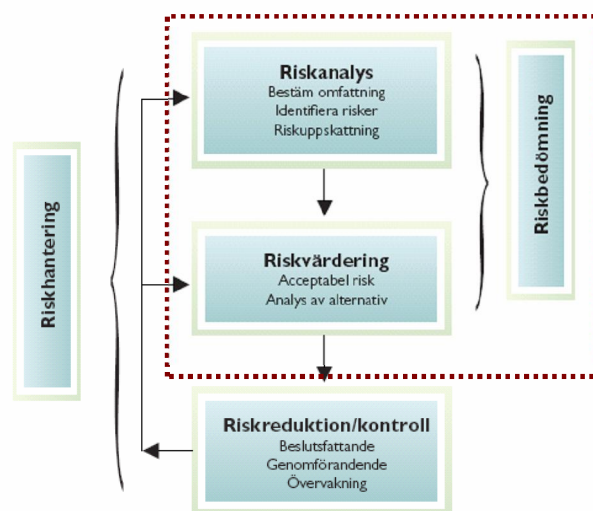 Riskhantering
Riskanalys
Bestäm omfattning
Identifiera risker
Riskuppskattning
Riskvärdering
Acceptabel risk
Analys av alternativ
Riskreduktion/kontroll
Beslutsfattande
Genomförandende
Övervakning
Riskbedömning